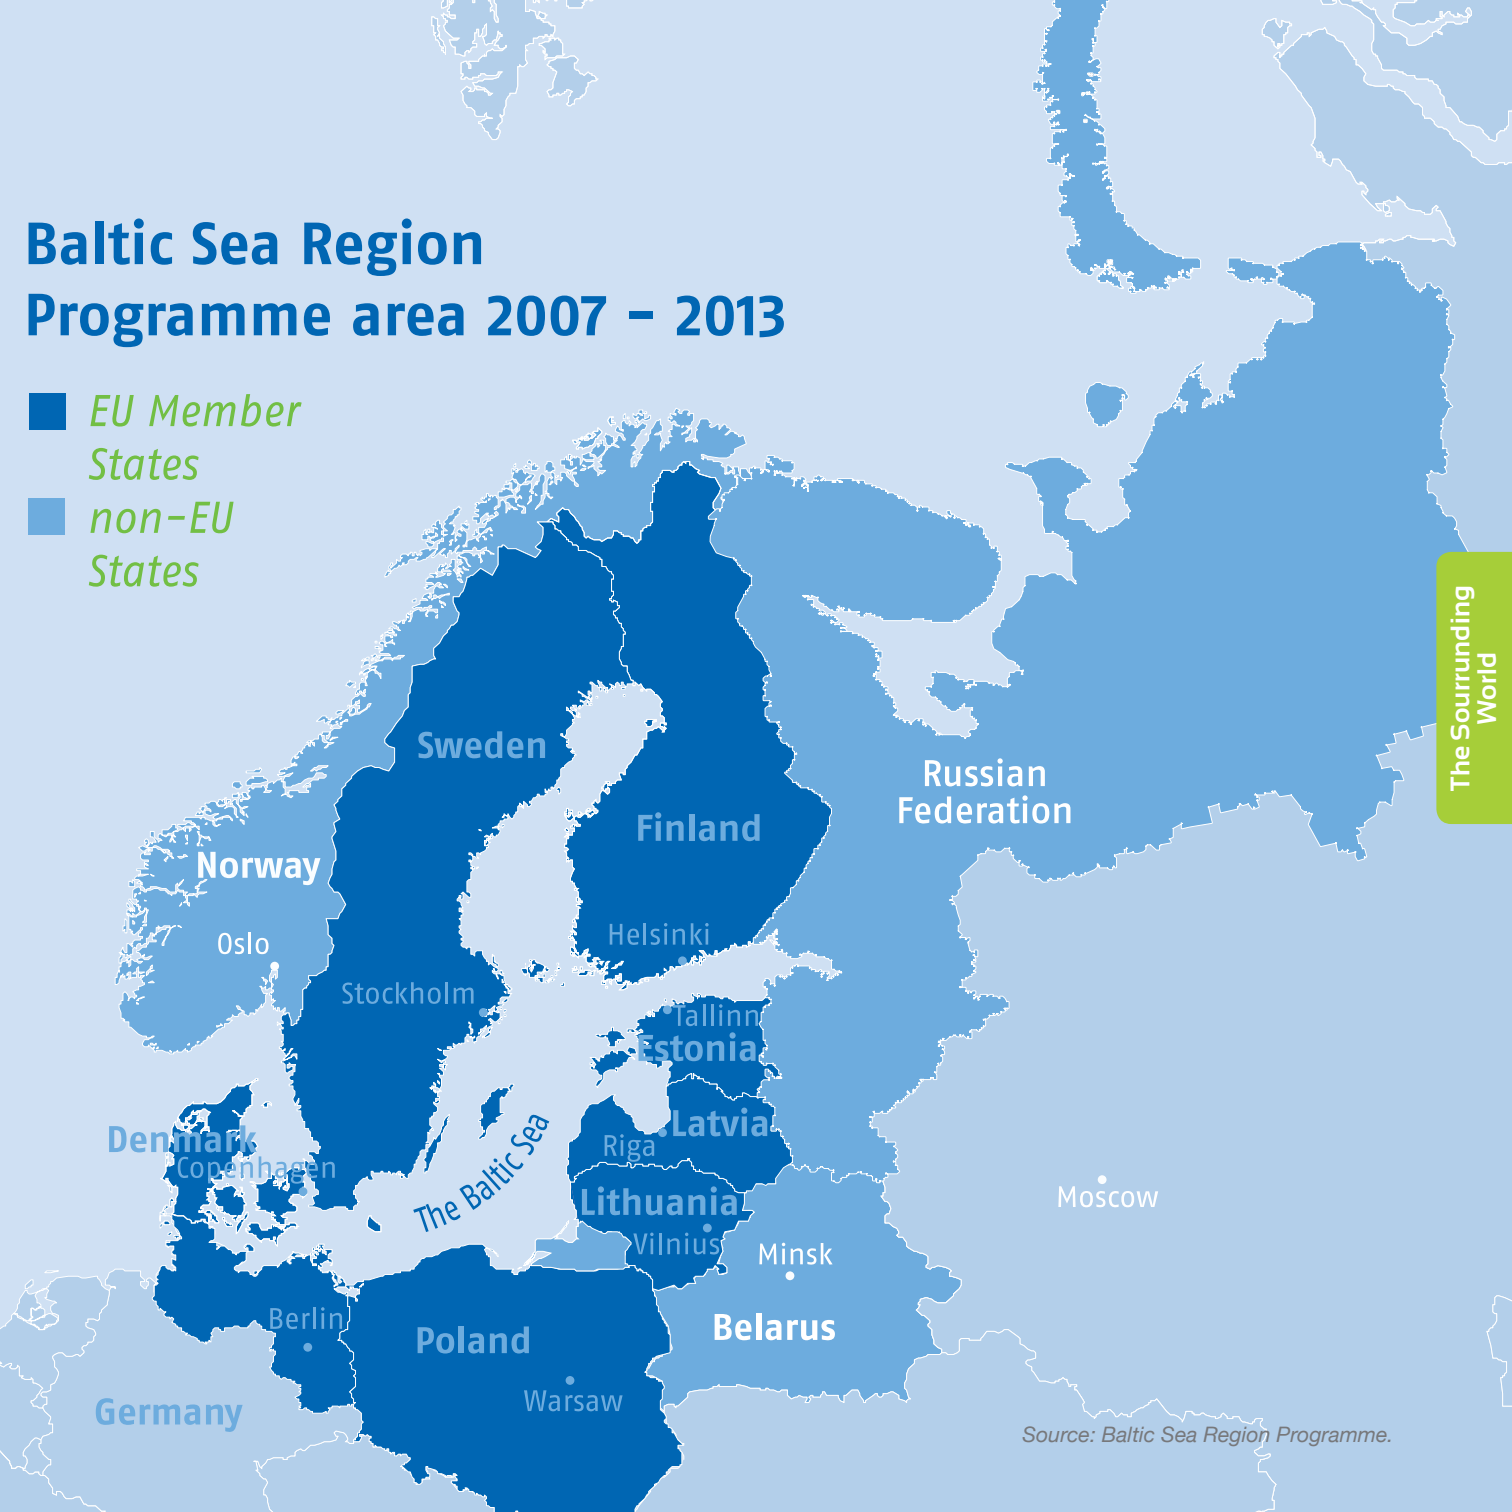 Baltic Sea Region
Programme area 2007 – 2013
EU Member
States
non-EU
States
The Sourrunding
World
Sweden
Russian
Federation
Finland
Norway
Helsinki
Oslo
Stockholm
Tallinn
Estonia
Latvia
Denmark
Riga
Copenhagen
The Baltic Sea
Moscow
Lithuania
Vilnius
Minsk
Berlin
Belarus
Poland
Warsaw
Germany
Source: Baltic Sea Region Programme.